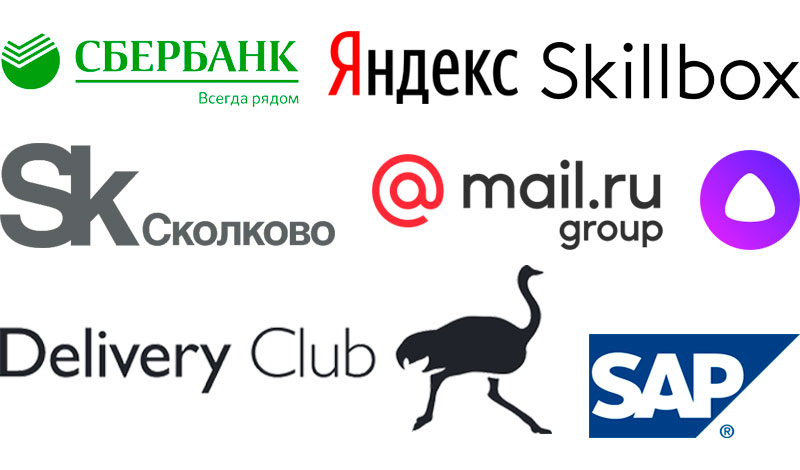 СБЕРБАНК
Всегда рядом
Яндекс
Skillbox
Sk Сколково
@ mail.ru
group
Delivery Club
SAP ®